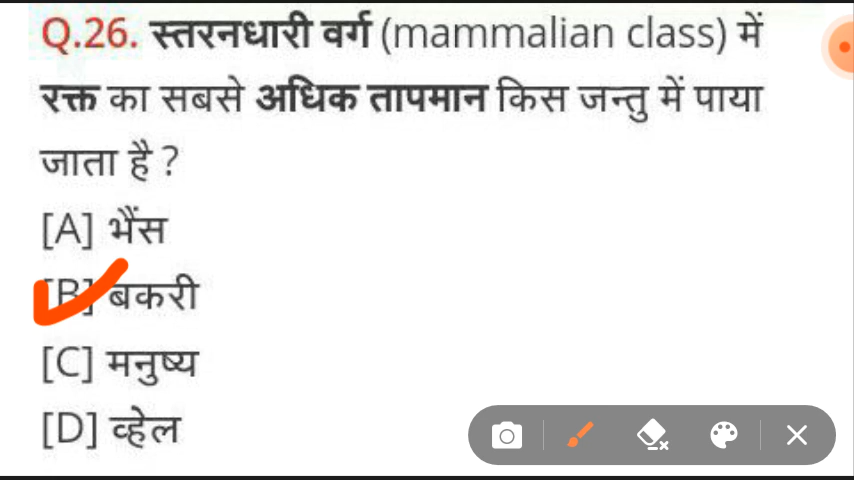 Q.26. स्तरनधारी वर्ग (mammalian class) में
रक्त का सबसे अधिक तापमान किस जन्तु में पाया
जाता है ?
[A] भैंस
[B] बकरी
[C] मनुष्य
[D] व्हेल